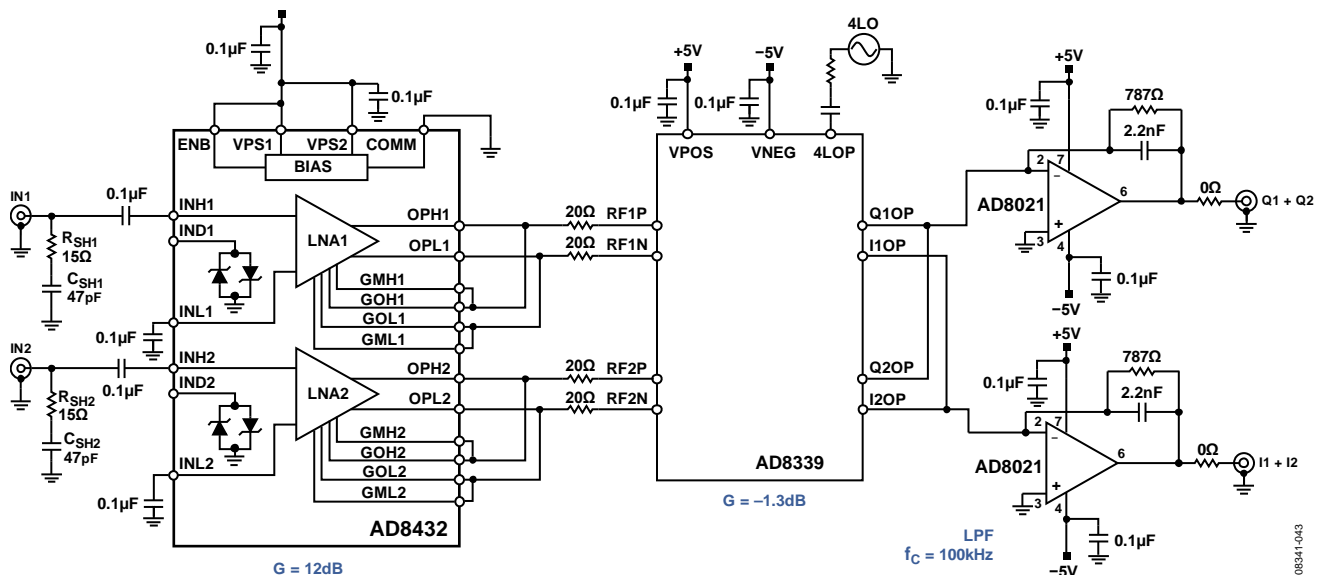 4LO
0.1µF
+5V
−5V
+5V
0.1µF
0.1µF
0.1µF
0.1µF
787Ω
2.2nF
ENB
VPS1
VPS2
COMM
BIAS
VPOS
VNEG
4LOP
2
7
−
6
AD8021
+
3
4
0Ω
Q1 + Q2
0.1µF
−5V
IN1
0.1µF
RSH1
15Ω
CSH1
47pF
INH1
IND1
LNA1
OPH1
OPL1
GMH1
GOH1
GOL1
GML1
INL1
0.1µF
20Ω
RF1P
20Ω
RF1N
Q1OP
I1OP
IN2
0.1µF
RSH2
15Ω
CSH2
47pF
INH2
IND2
LNA2
OPH2
OPL2
GMH2
GOH2
GOL2
GML2
INL2
0.1µF
20Ω
RF2P
20Ω
RF2N
Q2OP
I2OP
+5V
0.1µF
787Ω
2.2nF
2
7
−
6
AD8021
+
3
4
0Ω
I1 + I2
0.1µF
−5V
AD8432
G = 12dB
AD8339
G = –1.3dB
LPF
fC = 100kHz
08341-043